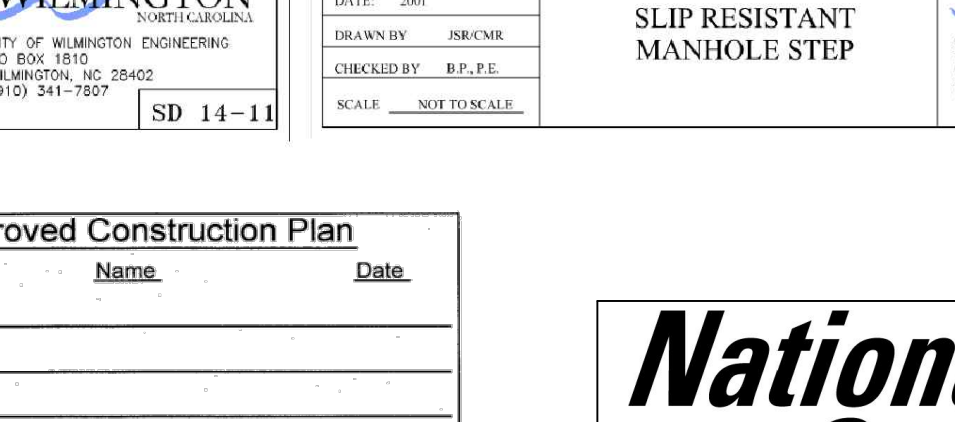 WILMINGTON
NORTH CAROLINA
TY OF WILMINGTON ENGINEERING
O BOX 1810
ILMINGTON, NC 28402
910) 341-7807
SD 14-11
DATE: 2001
DRAWN BY JSR/CMR
CHECKED BY B.P., P.E.
SCALE NOT TO SCALE
SLIP RESISTANT
MANHOLE STEP
roved Construction Plan
Name Date
Nation